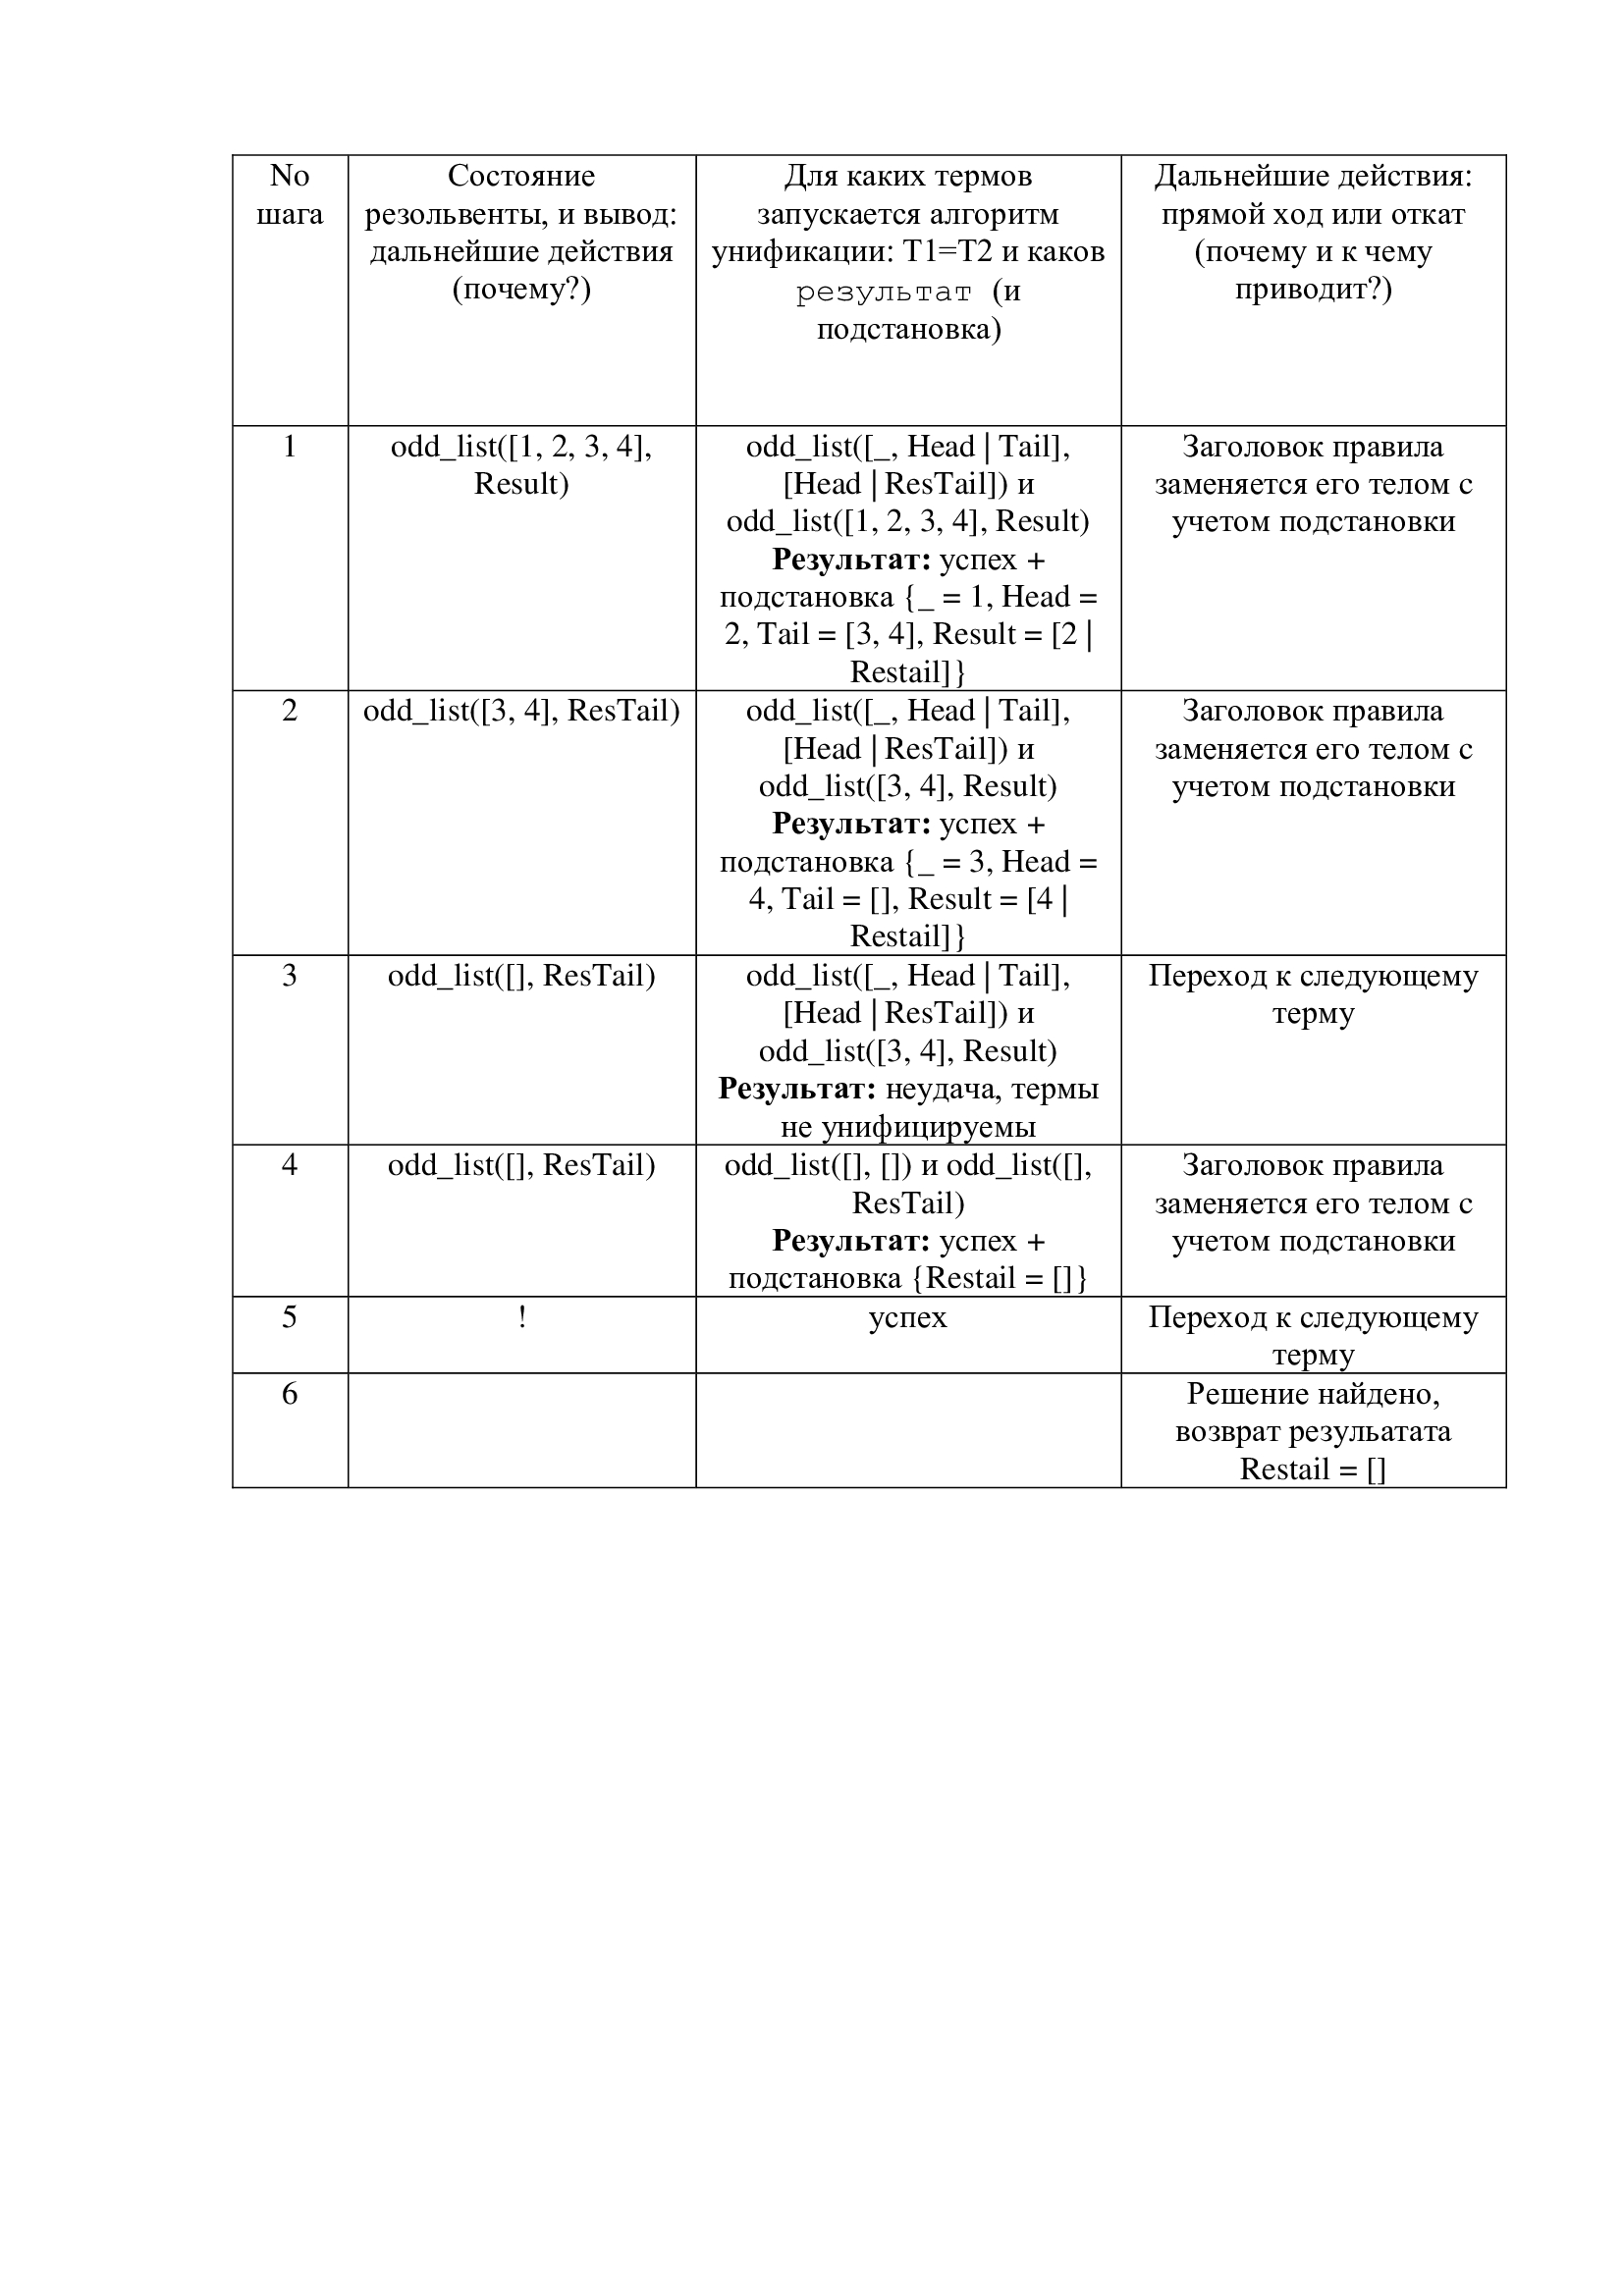 No
шага
Состояние
резольвенты, и вывод:
дальнейшие действия
(почему?)
Для каких термов
запускается алгоритм
унификации: T1=T2 и каков
результат (и
подстановка)
Дальнейшие действия:
прямой ход или откат
(почему и к чему
приводит?)
1
odd_list([1, 2, 3, 4],
Result)
odd_list([_, Head | Tail],
[Head | ResTail]) и
odd_list([1, 2, 3, 4], Result)
Результат: успех +
подстановка {_ = 1, Head =
2, Tail = [3, 4], Result = [2 |
Restail]}
Заголовок правила
заменяется его телом с
учетом подстановки
2
odd_list([3, 4], ResTail)
odd_list([_, Head | Tail],
[Head | ResTail]) и
odd_list([3, 4], Result)
Результат: успех +
подстановка {_ = 3, Head =
4, Tail = [], Result = [4 |
Restail]}
Заголовок правила
заменяется его телом с
учетом подстановки
3
odd_list([], ResTail)
odd_list([_, Head | Tail],
[Head | ResTail]) и
odd_list([3, 4], Result)
Результат: неудача, термы
не унифицируемы
Переход к следующему
терму
4
odd_list([], ResTail)
odd_list([], []) и odd_list([],
ResTail)
Результат: успех +
подстановка {Restail = []}
Заголовок правила
заменяется его телом с
учетом подстановки
5
!
успех
Переход к следующему
терму
6
Решение найдено,
возврат резульатата
Restail = []